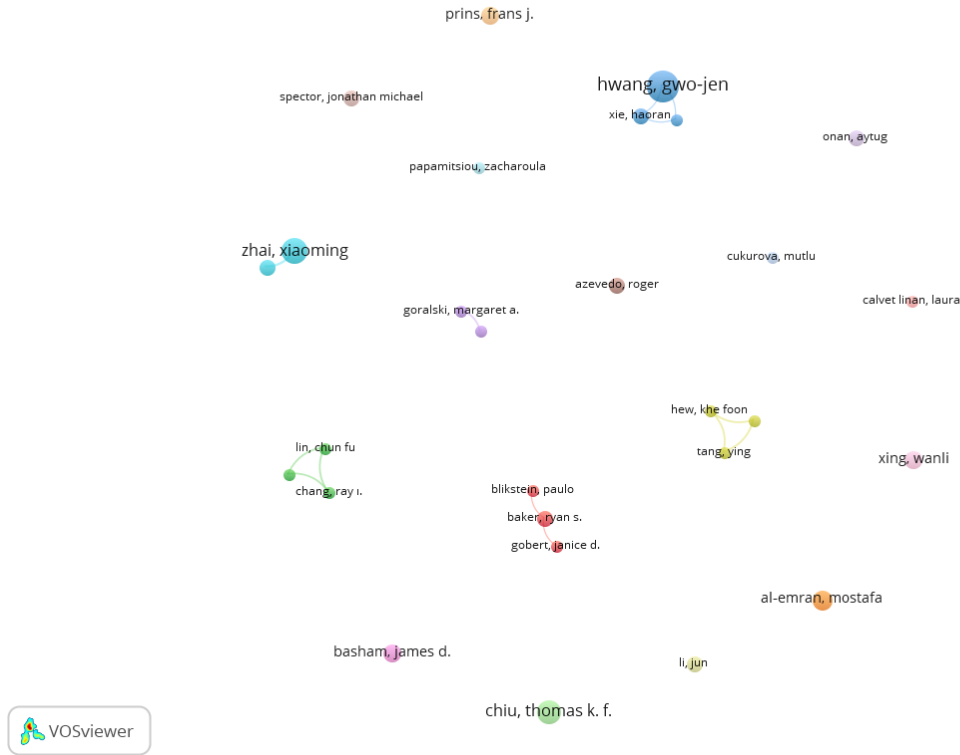 prins, frans j.
hwang, gwo-jen
spector, jonathan michael
xie, haoran
onan, aytug
papamitsiou, zacharoula
zhai, xiaoming
cukurova, mutlu
azevedo, roger
calvet linan, laura
goralski, margaret a.
hew, khe foon
lin, chun fu
tang, ying
xing, wanli
chang, ray ı.
blikstein, paulo
baker, ryan s.
gobert, janice d.
al-emran, mostafa
basham, james d.
li, jun
chiu, thomas k. f.
VOSviewer